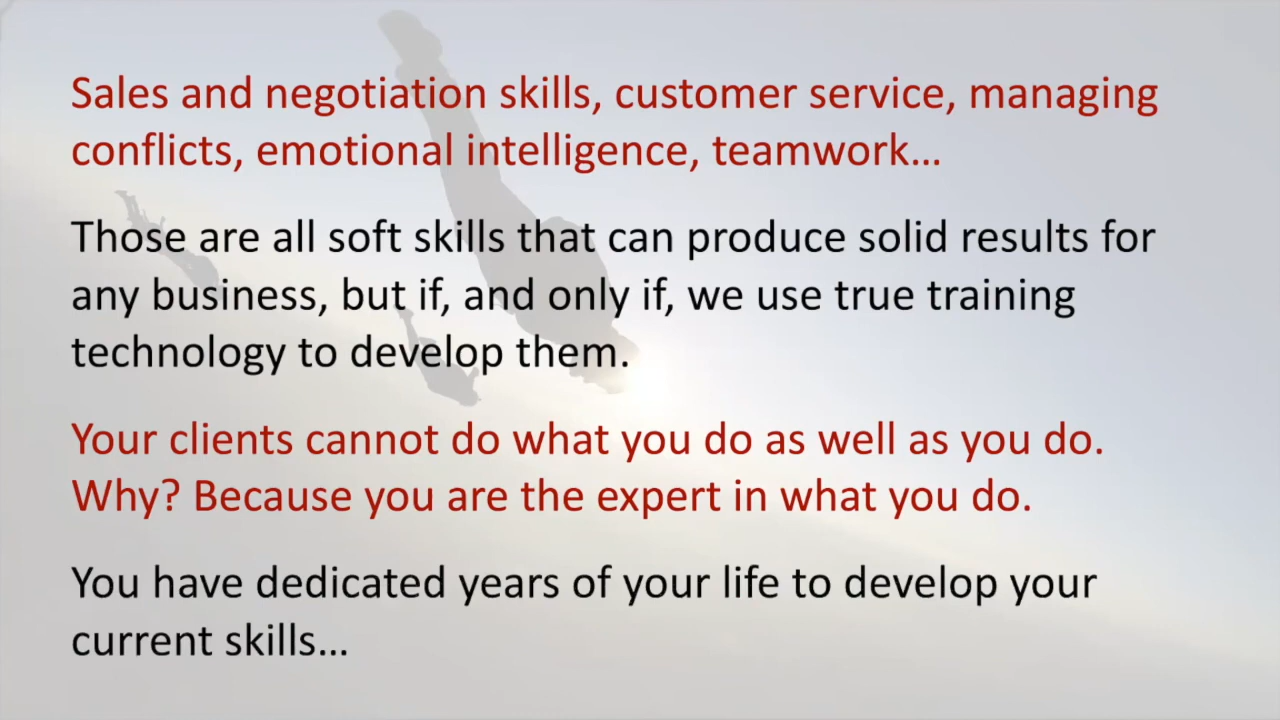 Sales and negotiation skills, customer service, managing
conflicts, emotional intelligence, teamwork…
Those are all soft skills that can produce solid results for
any business, but if, and only if, we use true training
technology to develop them.
Your clients cannot do what you do as well as you do.
Why? Because you are the expert in what you do.
You have dedicated years of your life to develop your
current skills…